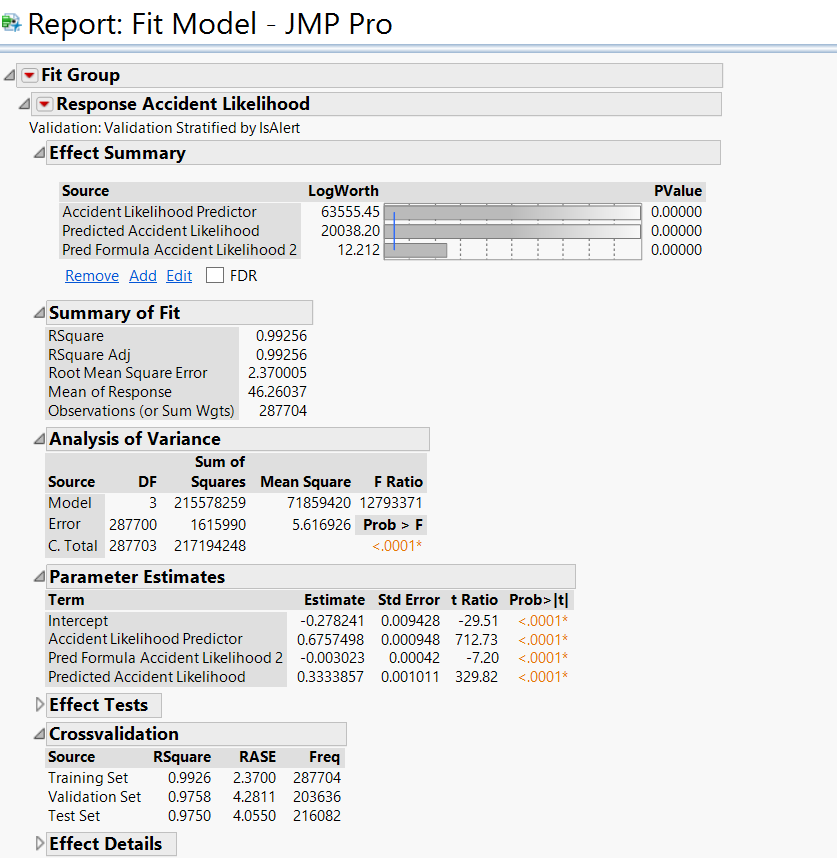 Report: Fit Model - JMP Pro
Fit Group
Response Accident Likelihood
Validation: Validation Stratified by IsAlert
Effect Summary
Source LogWorth PValue
Accident Likelihood Predictor 63555.45 0.00000
Predicted Accident Likelihood 20038.20 0.00000
Pred Formula Accident Likelihood 2 12.212 0.00000
Remove Add Edit FDR
Summary of Fit
RSquare 0.99256
RSquare Adj 0.99256
Root Mean Square Error 2.370005
Mean of Response 46.26037
Observations (or Sum Wgts) 287704
Analysis of Variance
Sum of
Source DF Squares Mean Square F Ratio
Model 3 215578259 71859420 12793371
Error 287700 1615990 5.616926 Prob > F
C. Total 287703 217194248 <.0001*
Parameter Estimates
Term Estimate Std Error t Ratio Prob>|t|
Intercept -0.278241 0.009428 -29.51 <.0001*
Accident Likelihood Predictor 0.6757498 0.000948 712.73 <.0001*
Pred Formula Accident Likelihood 2 -0.003023 0.00042 -7.20 <.0001*
Predicted Accident Likelihood 0.3333857 0.001011 329.82 <.0001*
Effect Tests
Crossvalidation
Source RSquare RASE Freq
Training Set 0.9926 2.3700 287704
Validation Set 0.9758 4.2811 203636
Test Set 0.9750 4.0550 216082
Effect Details